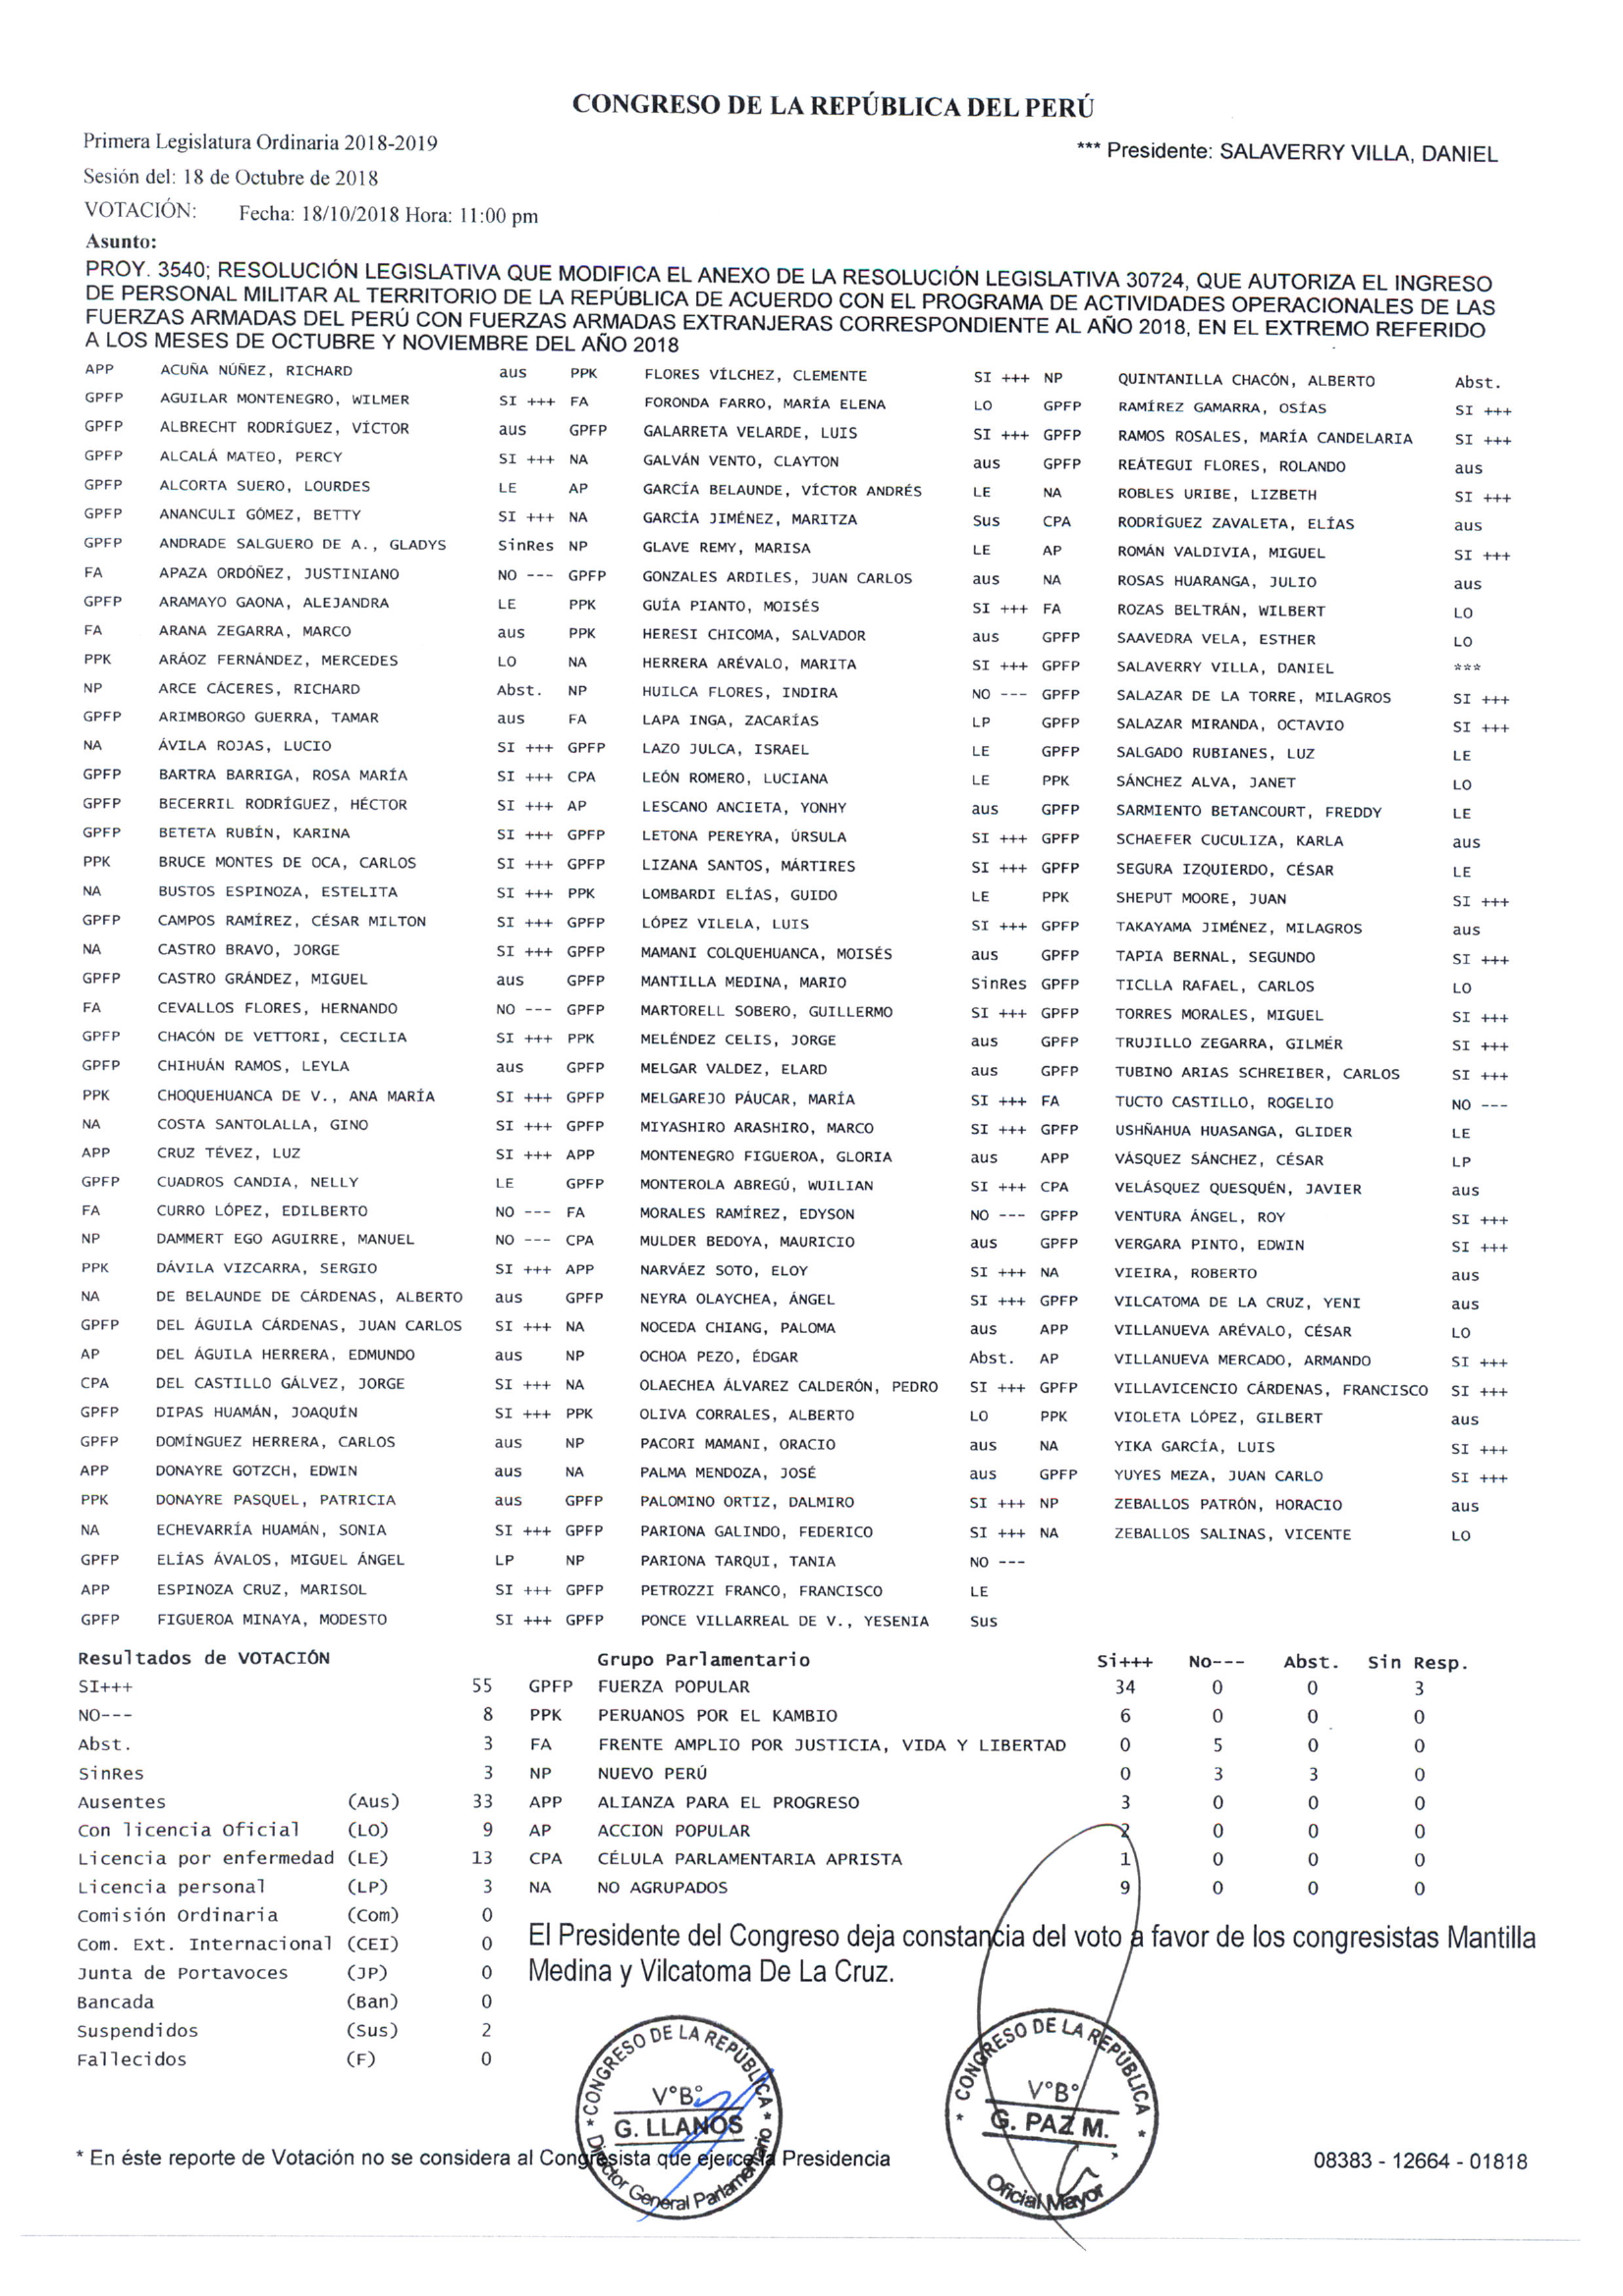 CONGRESO DE LA REPÚBLICA DEL PERÚ
Primera Legislatura Ordinaria 2018-2019
*** Presidente: SALAVERRY VILLA, DANIEL
Sesión del: 18 de Octubre de 2018
VOTACIÓN: Fecha: 18/10/2018 Hora: 11:00 pm
Asunto:
PROY. 3540; RESOLUCIÓN LEGISLATIVA QUE MODIFICA EL ANEXO DE LA RESOLUCIÓN LEGISLATIVA 30724, QUE AUTORIZA EL INGRESO
DE PERSONAL MILITAR AL TERRITORIO DE LA REPÚBLICA DE ACUERDO CON EL PROGRAMA DE ACTIVIDADES OPERACIONALES DE LAS
FUERZAS ARMADAS DEL PERÚ CON FUERZAS ARMADAS EXTRANJERAS CORRESPONDIENTE AL AÑO 2018, EN EL EXTREMO REFERIDO
A LOS MESES DE OCTUBRE Y NOVIEMBRE DEL AÑO 2018
APP ACUÑA NÚÑEZ, RICHARD aus PPK FLORES VÍLCHEZ, CLEMENTE SI +++ NP QUINTANILLA CHACÓN, ALBERTO Abst.
GPFP AGUILAR MONTENEGRO, WILMER SI +++ FA FORONDA FARRO, MARÍA ELENA LO GPFP RAMÍREZ GAMARRA, OSÍAS SI +++
GPFP ALBRECHT RODRÍGUEZ, VÍCTOR aus GPFP GALARRETA VELARDE, LUIS SI +++ GPFP RAMOS ROSALES, MARÍA CANDELARIA SI +++
GPFP ALCALÁ MATEO, PERCY SI +++ NA GALVÁN VENTO, CLAYTON aus GPFP REÁTEGUI FLORES, ROLANDO aus
GPFP ALCORTA SUERO, LOURDES LE AP GARCÍA BELAUNDE, VÍCTOR ANDRÉS LE NA ROBLES URIBE, LIZBETH SI +++
GPFP ANANCULI GÓMEZ, BETTY SI +++ NA GARCÍA JIMÉNEZ, MARITZA Sus CPA RODRÍGUEZ ZAVALETA, ELÍAS aus
GPFP ANDRADE SALGUERO DE A., GLADYS SinRes NP GLAVE REMY, MARISA LE AP ROMÁN VALDIVIA, MIGUEL SI +++
FA APAZA ORDÓÑEZ, JUSTINIANO NO --- GPFP GONZALES ARDILES, JUAN CARLOS aus NA ROSAS HUARANGA, JULIO aus
GPFP ARAMAYO GAONA, ALEJANDRA LE PPK GUÍA PIANTO, MOISÉS SI +++ FA ROZAS BELTRÁN, WILBERT LO
FA ARANA ZEGARRA, MARCO aus PPK HERESI CHICOMA, SALVADOR aus GPFP SAAVEDRA VELA, ESTHER LO
PPK ARÁOZ FERNÁNDEZ, MERCEDES LO NA HERRERA ARÉVALO, MARITA SI +++ GPFP SALAVERRY VILLA, DANIEL ***
NP ARCE CÁCERES, RICHARD Abst. NP HUILCA FLORES, INDIRA NO --- GPFP SALAZAR DE LA TORRE, MILAGROS SI +++
GPFP ARIMBORGO GUERRA, TAMAR aus FA LAPA INGA, ZACARÍAS LP GPFP SALAZAR MIRANDA, OCTAVIO SI +++
NA ÁVILA ROJAS, LUCIO SI +++ GPFP LAZO JULCA, ISRAEL LE GPFP SALGADO RUBIANES, LUZ LE
GPFP BARTRA BARRIGA, ROSA MARÍA SI +++ CPA LEÓN ROMERO, LUCIANA LE PPK SÁNCHEZ ALVA, JANET LO
GPFP BECERRIL RODRÍGUEZ, HÉCTOR SI +++ AP LESCANO ANCIETA, YONHY aus GPFP SARMIENTO BETANCOURT, FREDDY LE
GPFP BETETA RUBÍN, KARINA SI +++ GPFP LETONA PEREYRA, ÚRSULA SI +++ GPFP SCHAEFER CUCULIZA, KARLA aus
PPK BRUCE MONTES DE OCA, CARLOS SI +++ GPFP LIZANA SANTOS, MÁRTIRES SI +++ GPFP SEGURA IZQUIERDO, CÉSAR LE
NA BUSTOS ESPINOZA, ESTELITA SI +++ PPK LOMBARDI ELÍAS, GUIDO LE PPK SHEPUT MOORE, JUAN SI +++
GPFP CAMPOS RAMÍREZ, CÉSAR MILTON SI +++ GPFP LÓPEZ VILELA, LUIS SI +++ GPFP TAKAYAMA JIMÉNEZ, MILAGROS aus
NA CASTRO BRAVO, JORGE SI +++ GPFP MAMANI COLQUEHUANCA, MOISÉS aus GPFP TAPIA BERNAL, SEGUNDO SI +++
GPFP CASTRO GRÁNDEZ, MIGUEL aus GPFP MANTILLA MEDINA, MARIO SinRes GPFP TICLLA RAFAEL, CARLOS LO
FA CEVALLOS FLORES, HERNANDO NO --- GPFP MARTORELL SOBERO, GUILLERMO SI +++ GPFP TORRES MORALES, MIGUEL SI +++
GPFP CHACÓN DE VETTORI, CECILIA SI +++ PPK MELÉNDEZ CELIS, JORGE aus GPFP TRUJILLO ZEGARRA, GILMER SI +++
GPFP CHIHUÁN RAMOS, LEYLA aus GPFP MELGAR VALDEZ, ELARD aus GPFP TUBINO ARIAS SCHREIBER, CARLOS SI +++
PPK CHOQUEHUANCA DE V., ANA MARÍA SI +++ GPFP MELGAREJO PÁUCAR, MARÍA SI +++ FA TUCTO CASTILLO, ROGELIO NO ---
NA COSTA SANTOLALLA, GINO SI +++ GPFP MIYASHIRO ARASHIRO, MARCO SI +++ GPFP USHÑAHUA HUASANGA, GLIDER LE
APP CRUZ TÉVEZ, LUZ SI +++ APP MONTENEGRO FIGUEROA, GLORIA aus APP VÁSQUEZ SÁNCHEZ, CÉSAR LP
GPFP CUADROS CANDIA, NELLY LE GPFP MONTEROLA ABREGÚ, WUILIAN SI +++ CPA VELÁSQUEZ QUESQUÉN, JAVIER aus
FA CURRO LÓPEZ, EDILBERTO NO --- FA MORALES RAMÍREZ, EDYSON NO --- GPFP VENTURA ÁNGEL, ROY SI +++
NP DAMMERT EGO AGUIRRE, MANUEL NO --- CPA MULDER BEDOYA, MAURICIO aus GPFP VERGARA PINTO, EDWIN SI +++
PPK DÁVILA VIZCARRA, SERGIO SI +++ APP NARVÁEZ SOTO, ELOY SI +++ NA VIEIRA, ROBERTO aus
NA DE BELAUNDE DE CÁRDENAS, ALBERTO aus GPFP NEYRA OLAYCHEA, ÁNGEL SI +++ GPFP VILCATOMA DE LA CRUZ, YENI aus
GPFP DEL ÁGUILA CÁRDENAS, JUAN CARLOS SI +++ NA NOCEDA CHIANG, PALOMA aus APP VILLANUEVA ARÉVALO, CÉSAR LO
AP DEL ÁGUILA HERRERA, EDMUNDO aus NP OCHOA PEZO, ÉDGAR Abst. AP VILLANUEVA MERCADO, ARMANDO SI +++
CPA DEL CASTILLO GÁLVEZ, JORGE SI +++ NA OLAECHEA ÁLVAREZ CALDERÓN, PEDRO SI +++ GPFP VILLAVICENCIO CÁRDENAS, FRANCISCO SI +++
GPFP DIPAS HUAMÁN, JOAQUÍN SI +++ PPK OLIVA CORRALES, ALBERTO LO PPK VIOLETA LÓPEZ, GILBERT aus
GPFP DOMÍNGUEZ HERRERA, CARLOS aus NP PACORI MAMANI, ORACIO aus NA YIKA GARCÍA, LUIS SI +++
APP DONAYRE GOTZCH, EDWIN aus NA PALMA MENDOZA, JOSÉ aus GPFP YUYES MEZA, JUAN CARLO SI +++
PPK DONAYRE PASQUEL, PATRICIA aus GPFP PALOMINO ORTIZ, DALMIRO SI +++ NP ZEBALLOS PATRÓN, HORACIO aus
NA ECHEVARRÍA HUAMÁN, SONIA SI +++ GPFP PARIONA GALINDO, FEDERICO SI +++ NA ZEBALLOS SALINAS, VICENTE LO
GPFP ELÍAS ÁVALOS, MIGUEL ÁNGEL LP NP PARIONA TARQUI, TANIA NO ---
APP ESPINOZA CRUZ, MARISOL SI +++ GPFP PETROZZI FRANCO, FRANCISCO LE
GPFP FIGUEROA MINAYA, MODESTO SI +++ GPFP PONCE VILLARREAL DE V., YESENIA Sus
Resultados de VOTACIÓN Grupo Parlamentario Si+++ No--- Abst. Sin Resp.
SI+++ 55 GPFP FUERZA POPULAR 34 0 0 3
NO--- 8 PPK PERUANOS POR EL KAMBIO 6 0 0 0
Abst. 3 FA FRENTE AMPLIO POR JUSTICIA, VIDA Y LIBERTAD 0 5 0 0
SinRes 3 NP NUEVO PERÚ 0 3 3 0
Ausentes (Aus) 33 APP ALIANZA PARA EL PROGRESO 3 0 0 0
Con licencia Oficial (LO) 9 AP ACCION POPULAR 2 0 0 0
Licencia por enfermedad (LE) 13 CPA CÉLULA PARLAMENTARIA APRISTA 1 0 0 0
Licencia personal (LP) 3 NA NO AGRUPADOS 9 0 0 0
Comisión Ordinaria (Com) 0
Com. Ext. Internacional (CEI) 0
Junta de Portavoces (JP) 0
Bancada (Ban) 0
Suspendidos (Sus) 2
Fallecidos (F) 0
El Presidente del Congreso deja constancia del voto a favor de los congresistas Mantilla
Medina y Vilcatoma De La Cruz.
* CONGRESO DE LA REPÚBLICA *
V°B°
G. LLANOS
Director General Parlamentario
* CONGRESO DE LA REPÚBLICA *
V°B°
G. PAZ M.
Oficial Mayor
* En éste reporte de Votación no se considera al Congresista que ejerce la Presidencia
08383 - 12664 - 01818